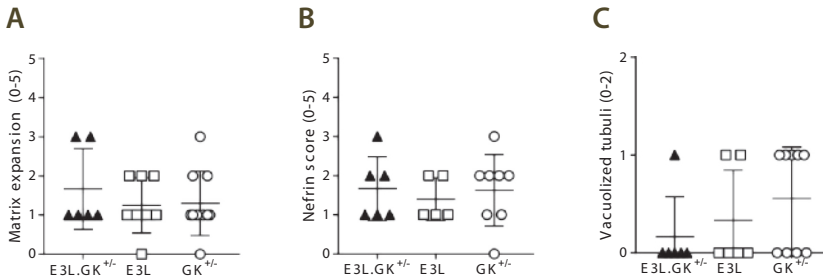 A
B
C
Matrix expansion (0-5)
5
4
3
2
1
0
E3L.GK+/-
E3L
GK+/-
Nefrin score (0-5)
5
4
3
2
1
0
E3L.GK+/-
E3L
GK+/-
Vacuolized tubuli (0-2)
2
1
0
E3L.GK+/-
E3L
GK+/-